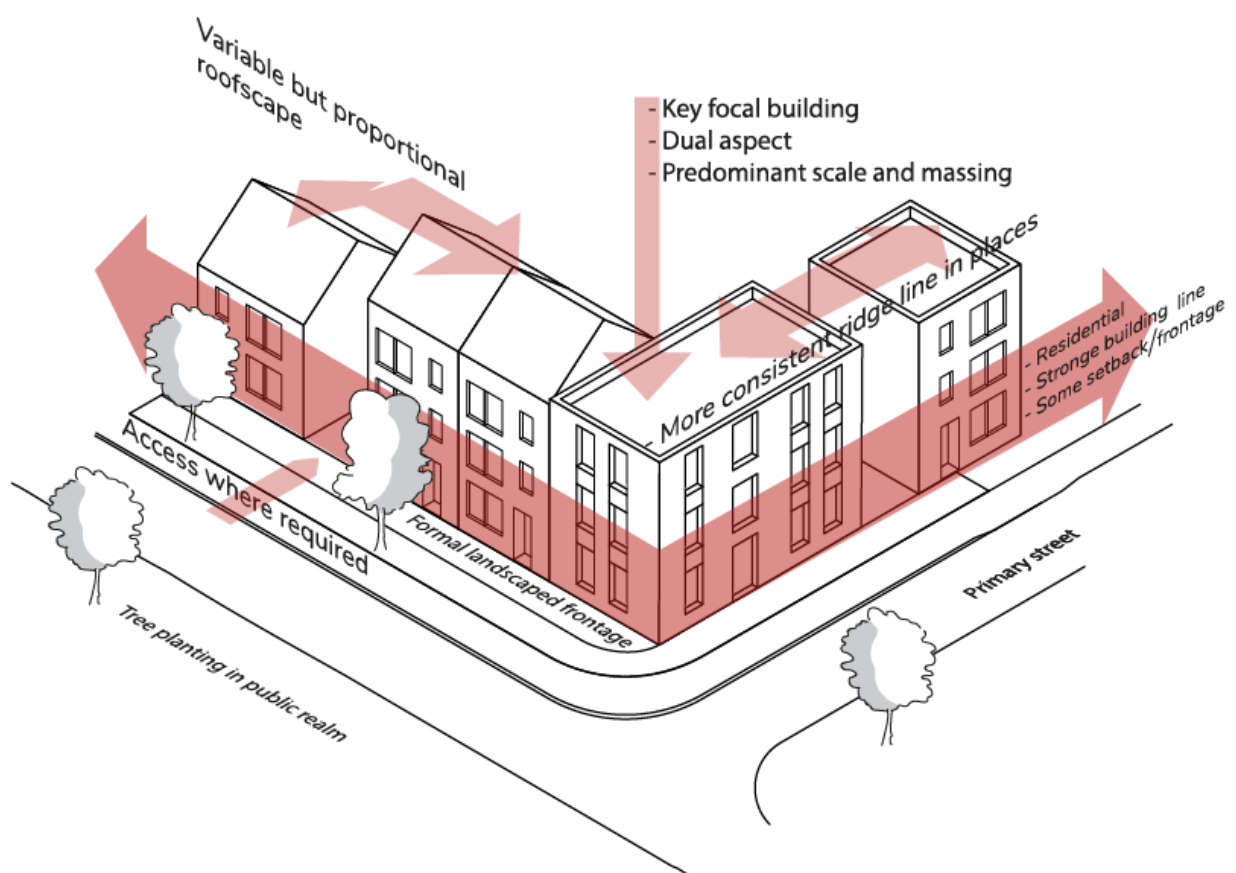 Variable but proportional
roofscape
- Key focal building
- Dual aspect
- Predominant scale and massing
- More consistent ridge line in places
- Residential
- Stronge building line
- Some setback/frontage
Access where required
Formal landscaped frontage
Primary street
Tree planting in public realm